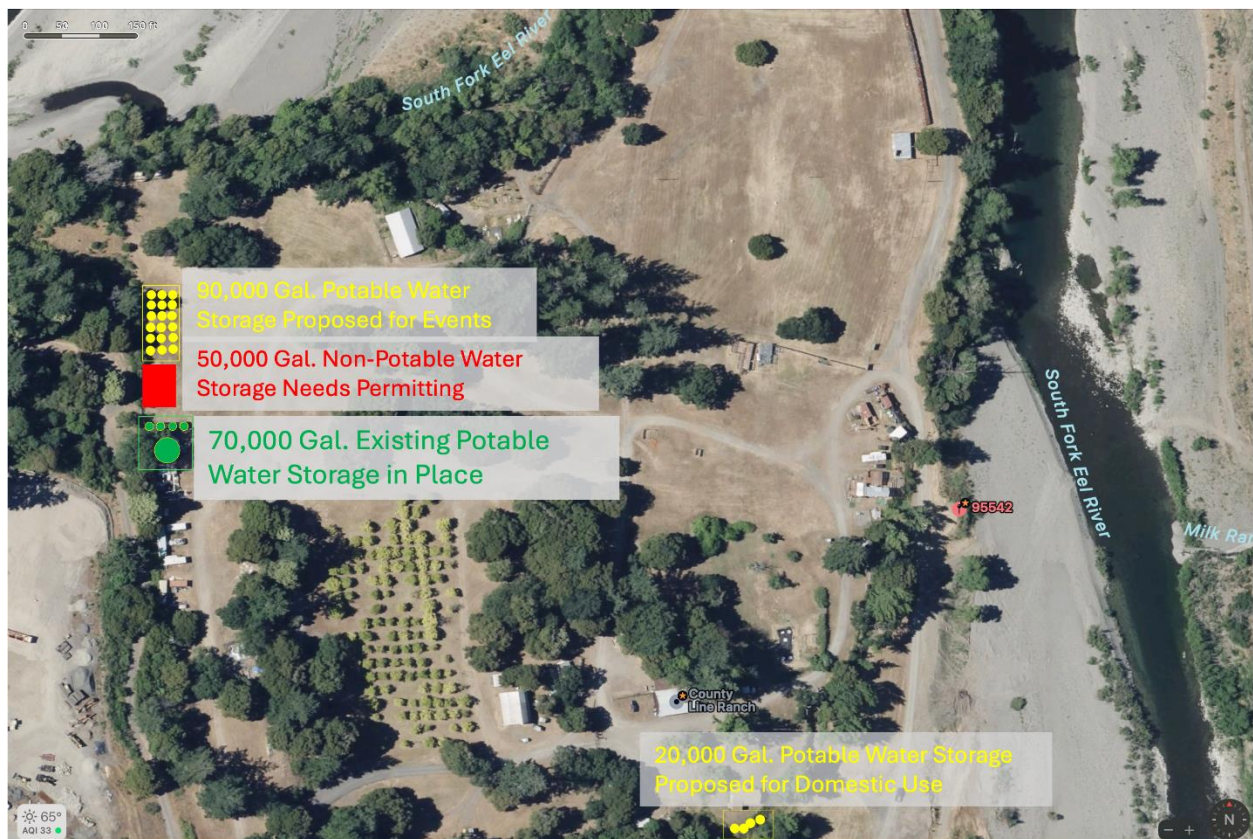 0 50 100 150 ft
South Fork Eel River
90,000 Gal. Potable Water
Storage Proposed for Events
50,000 Gal. Non-Potable Water
Storage Needs Permitting
70,000 Gal. Existing Potable
Water Storage in Place
South Fork Eel River
95542
Milk Ran
County
Line Ranch
20,000 Gal. Potable Water Storage
Proposed for Domestic Use
65°
AQI 33
N